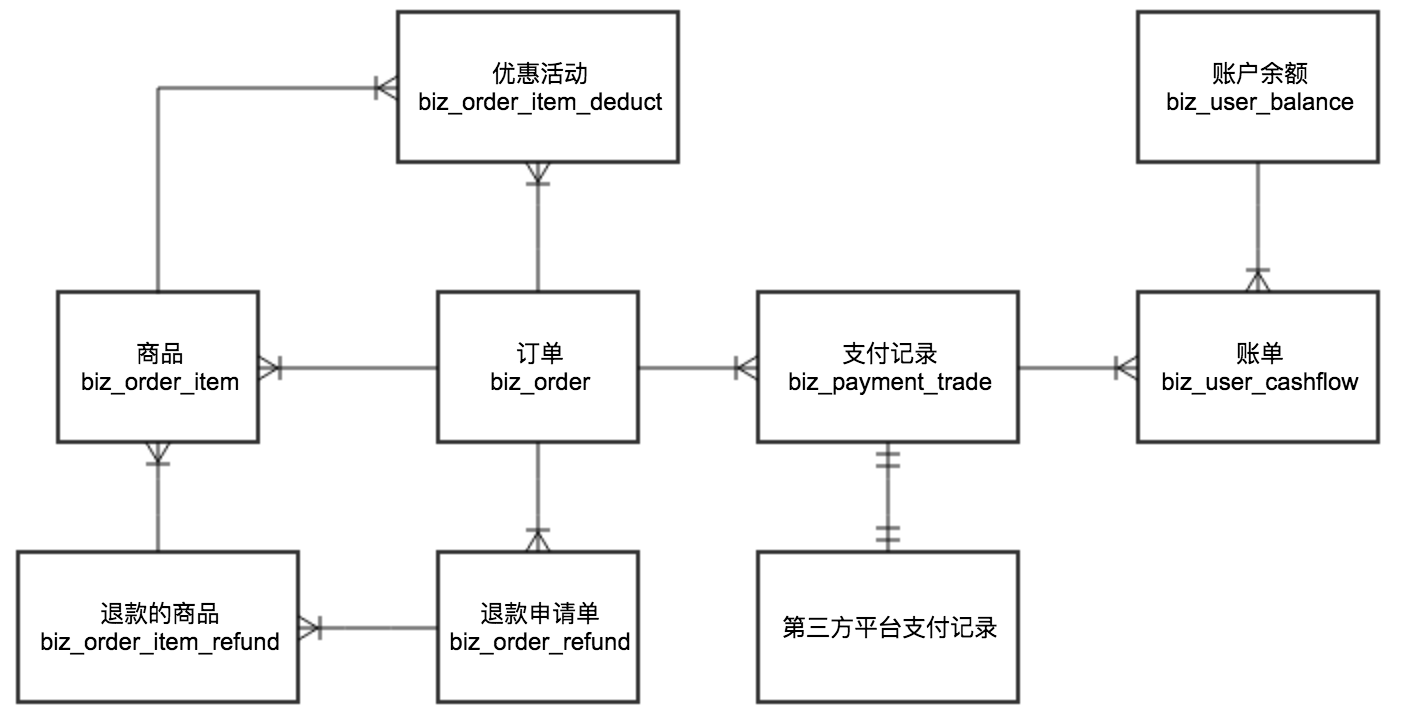 优惠活动
biz_order_item_deduct
账户余额
biz_user_balance
商品
biz_order_item
订单
biz_order
支付记录
biz_payment_trade
账单
biz_user_cashflow
退款的商品
biz_order_item_refund
退款申请单
biz_order_refund
第三方平台支付记录